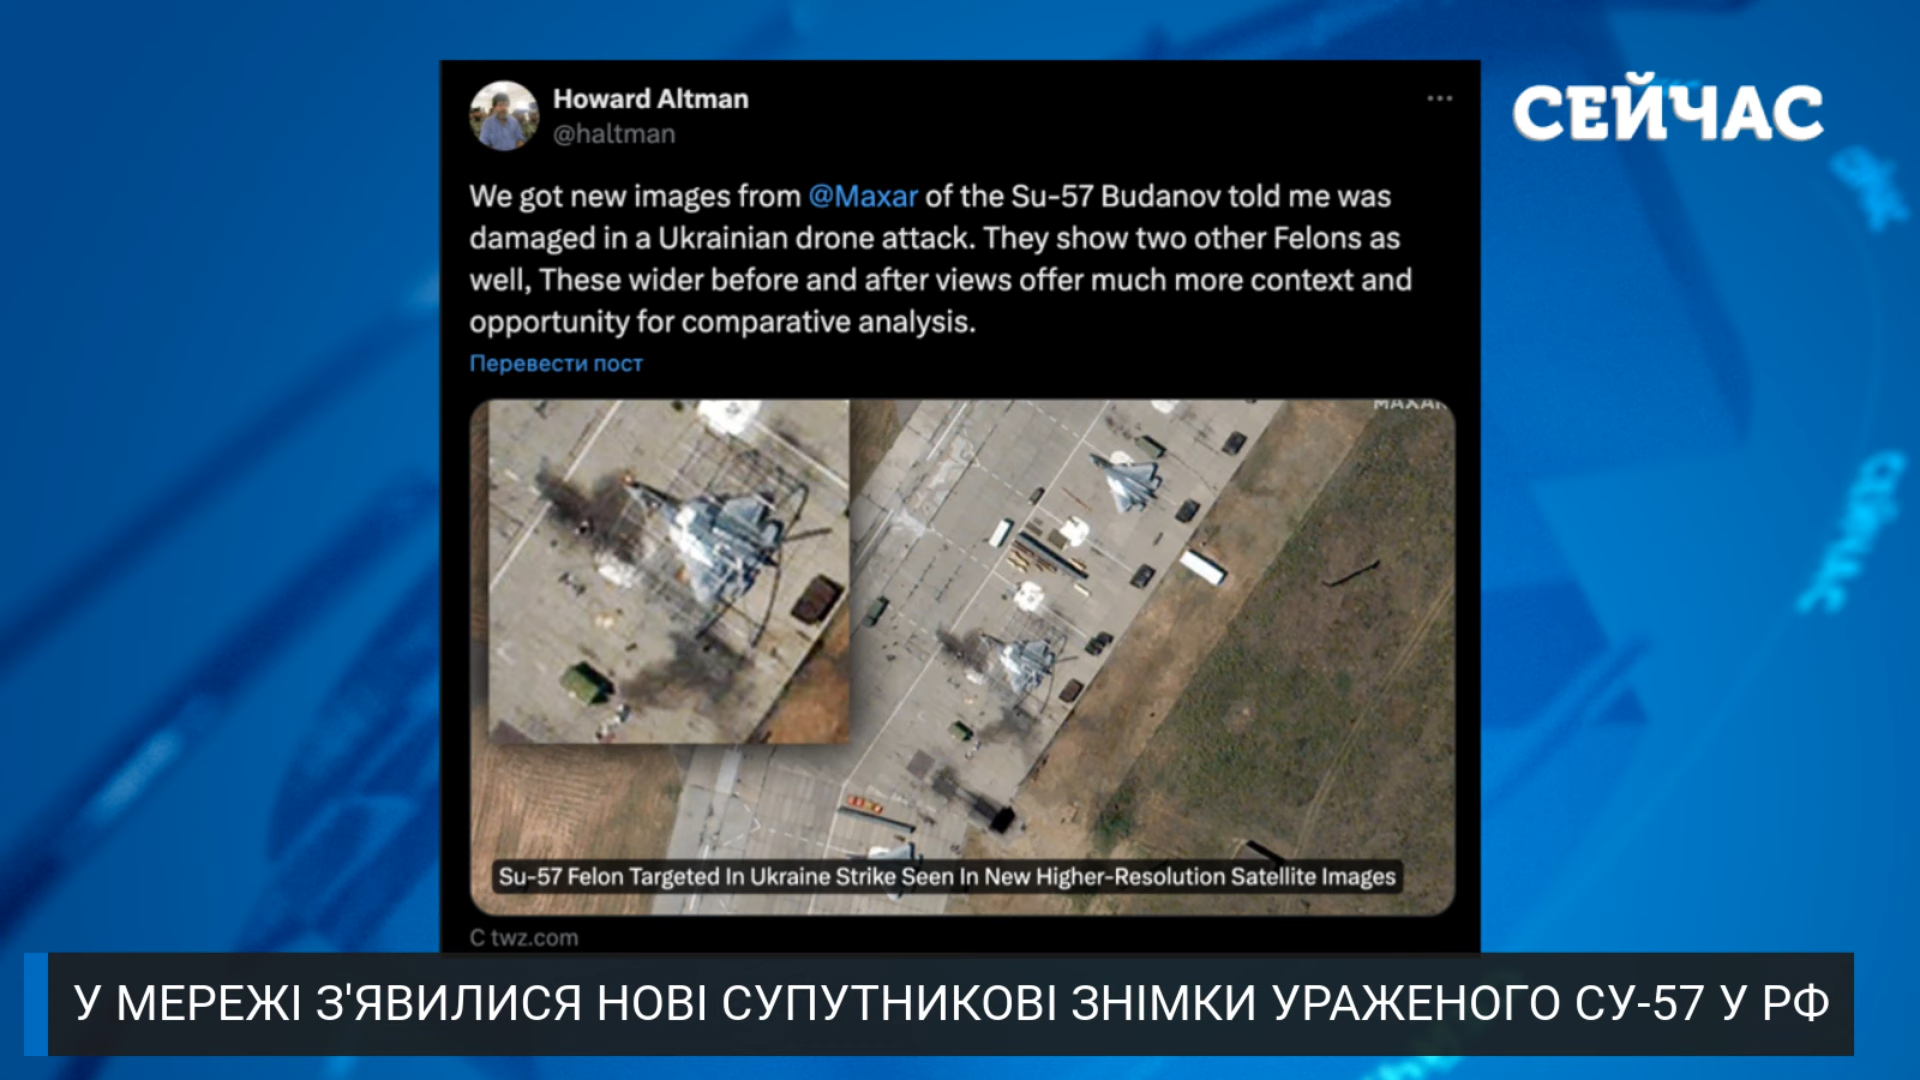 Howard Altman
@haltman
СЕЙЧАС
We got new images from @Maxar of the Su-57 Budanov told me was
damaged in a Ukrainian drone attack. They show two other Felons as
well, These wider before and after views offer much more context and
opportunity for comparative analysis.
Перевести пост
MAXAR
Su-57 Felon Targeted In Ukraine Strike Seen In New Higher-Resolution Satellite Images
С twz.com
У МЕРЕЖІ З'ЯВИЛИСЯ НОВІ СУПУТНИКОВІ ЗНІМКИ УРАЖЕНОГО СУ-57 У РФ